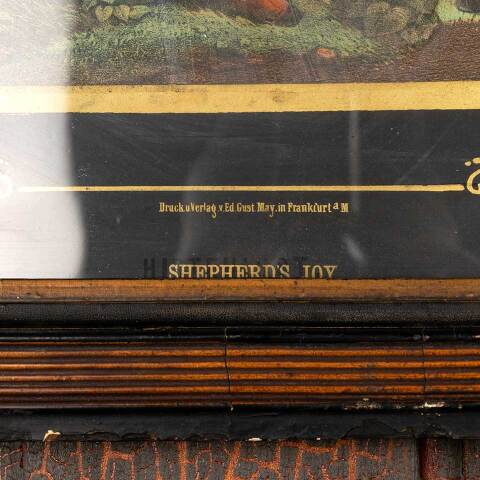 Druck u Verlag v. Ed Gust. May. in Frankfurt a M
SHEPHERD'S JOY